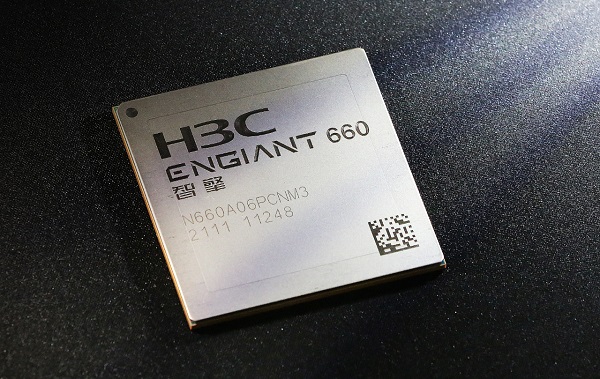 H3C
ENGIANT 660
智擎
N660A06PCNM3
2111 11248